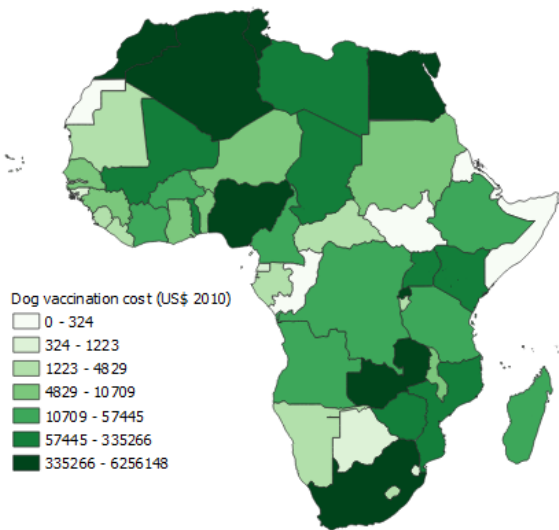 Dog vaccination cost (US$ 2010)
0 - 324
324 - 1223
1223 - 4829
4829 - 10709
10709 - 57445
57445 - 335266
335266 - 6256148